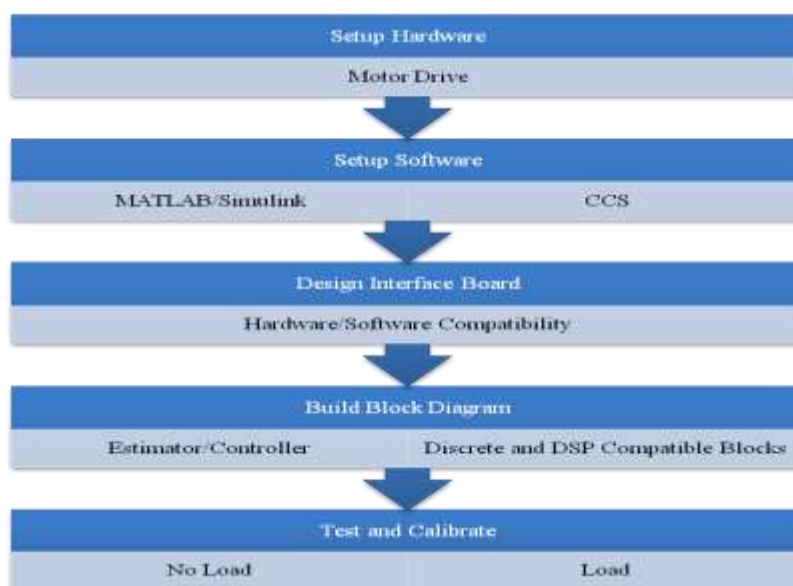 Setup Hardware
Motor Drive
Setup Software
MATLAB/Simulink CCS
Design Interface Board
Hardware/Software Compatibility
Build Block Diagram
Estimator/Controller Discrete and DSP Compatible Blocks
Test and Calibrate
No Load Load